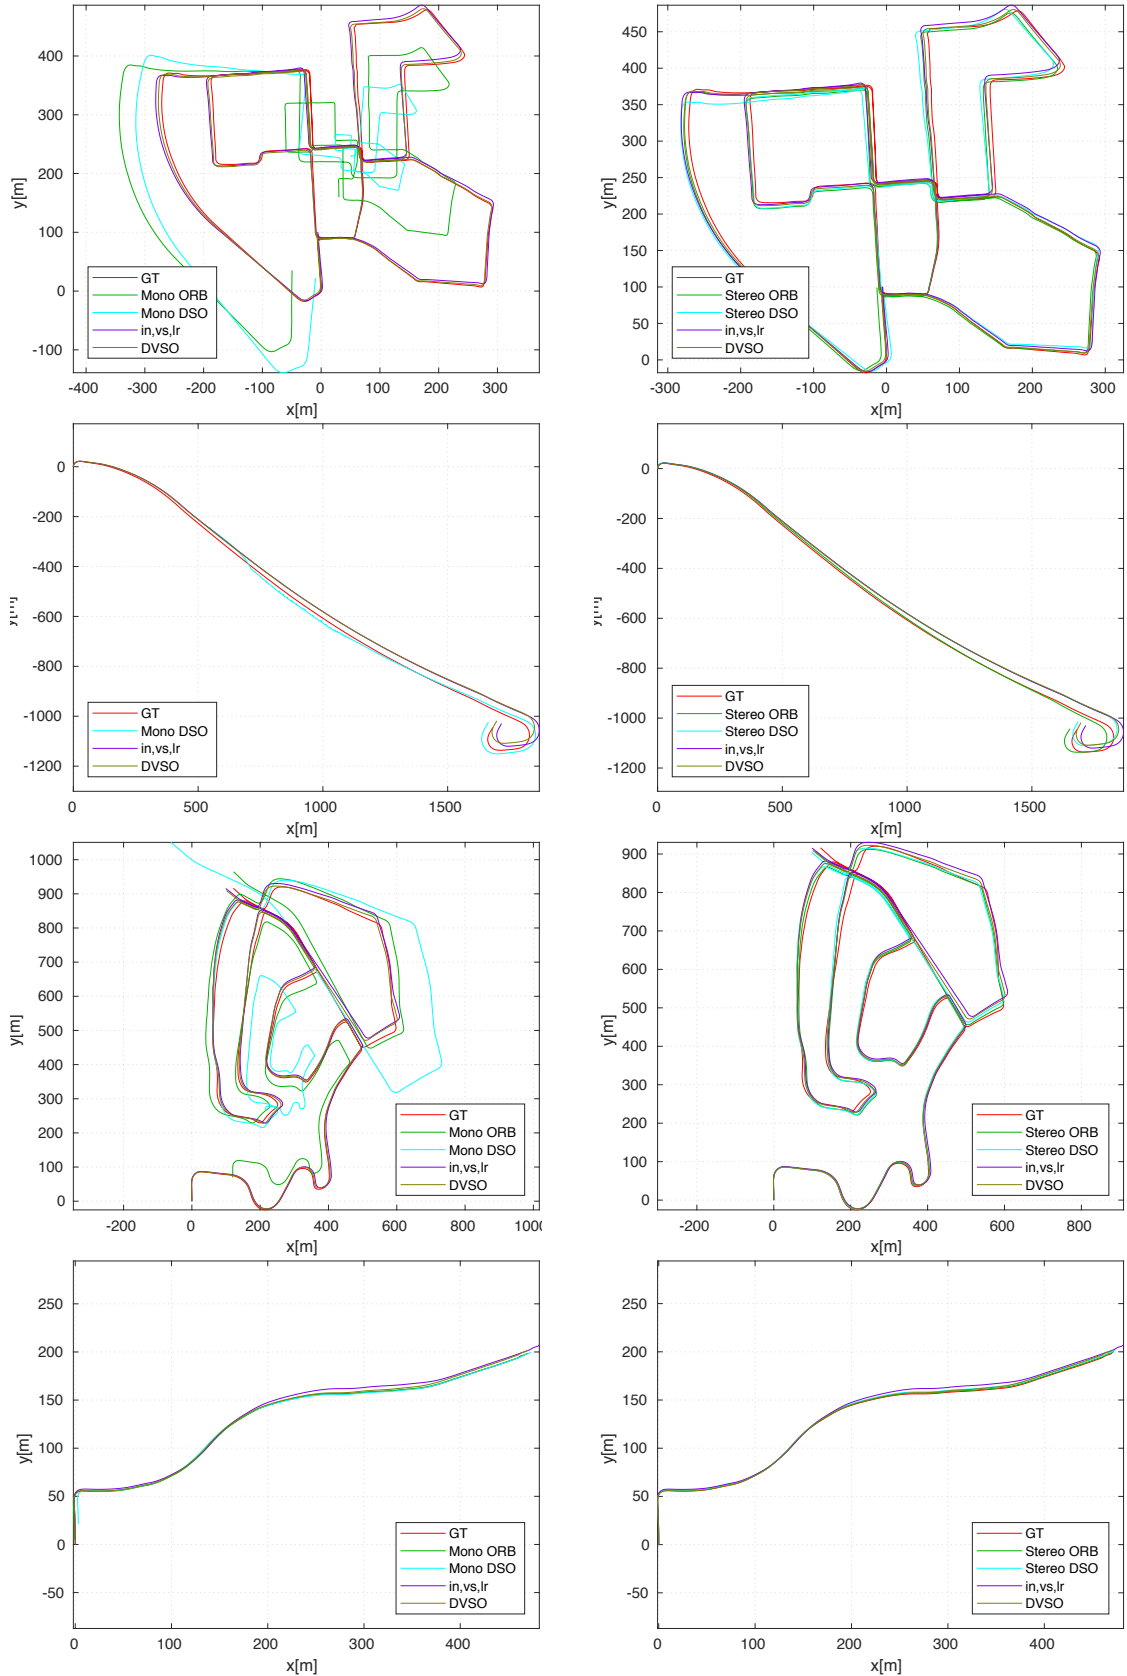 400
300
200
100
0
-100
y[m]
GT
Mono ORB
Mono DSO
in,vs,lr
DVSO
-400 -300 -200 -100 0 100 200 300
x[m]
450
400
350
300
250
200
150
100
50
0
y[m]
GT
Stereo ORB
Stereo DSO
in,vs,lr
DVSO
-300 -200 -100 0 100 200 300
x[m]
0
-200
-400
-600
-800
-1000
-1200
y[m]
GT
Mono DSO
in,vs,lr
DVSO
0 500 1000 1500
x[m]
0
-200
-400
-600
-800
-1000
-1200
y[m]
GT
Stereo ORB
Stereo DSO
in,vs,lr
DVSO
0 500 1000 1500
x[m]
1000
900
800
700
600
500
400
300
200
100
0
y[m]
GT
Mono ORB
Mono DSO
in,vs,lr
DVSO
-200 0 200 400 600 800
x[m]
900
800
700
600
500
400
300
200
100
0
y[m]
GT
Stereo ORB
Stereo DSO
in,vs,lr
DVSO
-200 0 200 400 600 800
x[m]
250
200
150
100
50
0
-50
y[m]
GT
Mono ORB
Mono DSO
in,vs,lr
DVSO
0 100 200 300 400
x[m]
250
200
150
100
50
0
-50
y[m]
GT
Stereo ORB
Stereo DSO
in,vs,lr
DVSO
0 100 200 300 400
x[m]